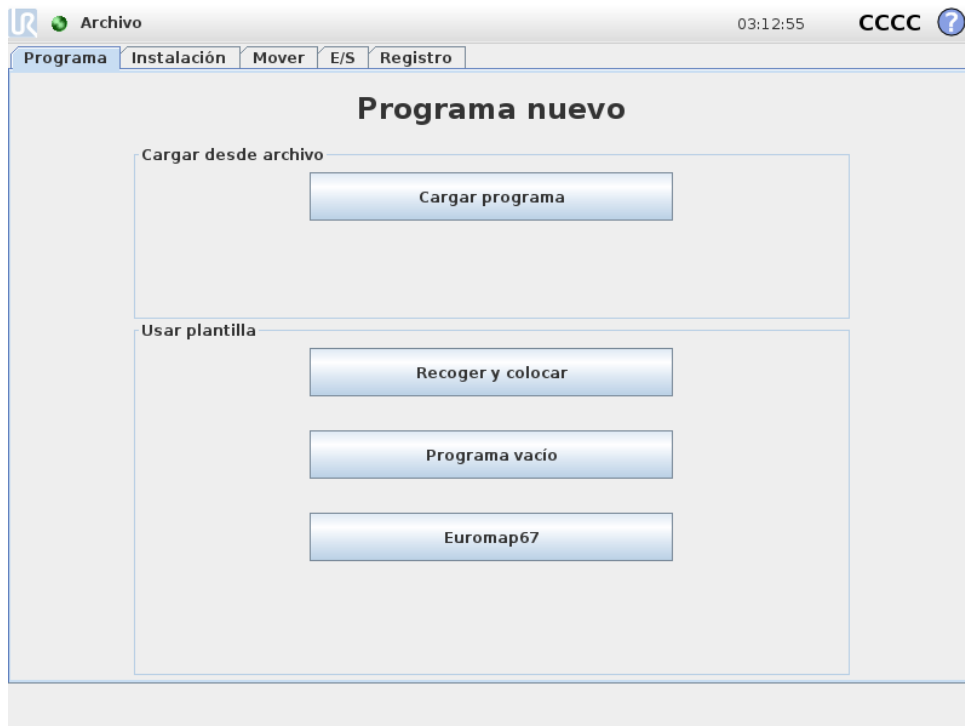 UR Archivo 03:12:55 CCCC ?
Programa Instalación Mover E/S Registro
Programa nuevo
Cargar desde archivo
Cargar programa
Usar plantilla
Recoger y colocar
Programa vacío
Euromap67